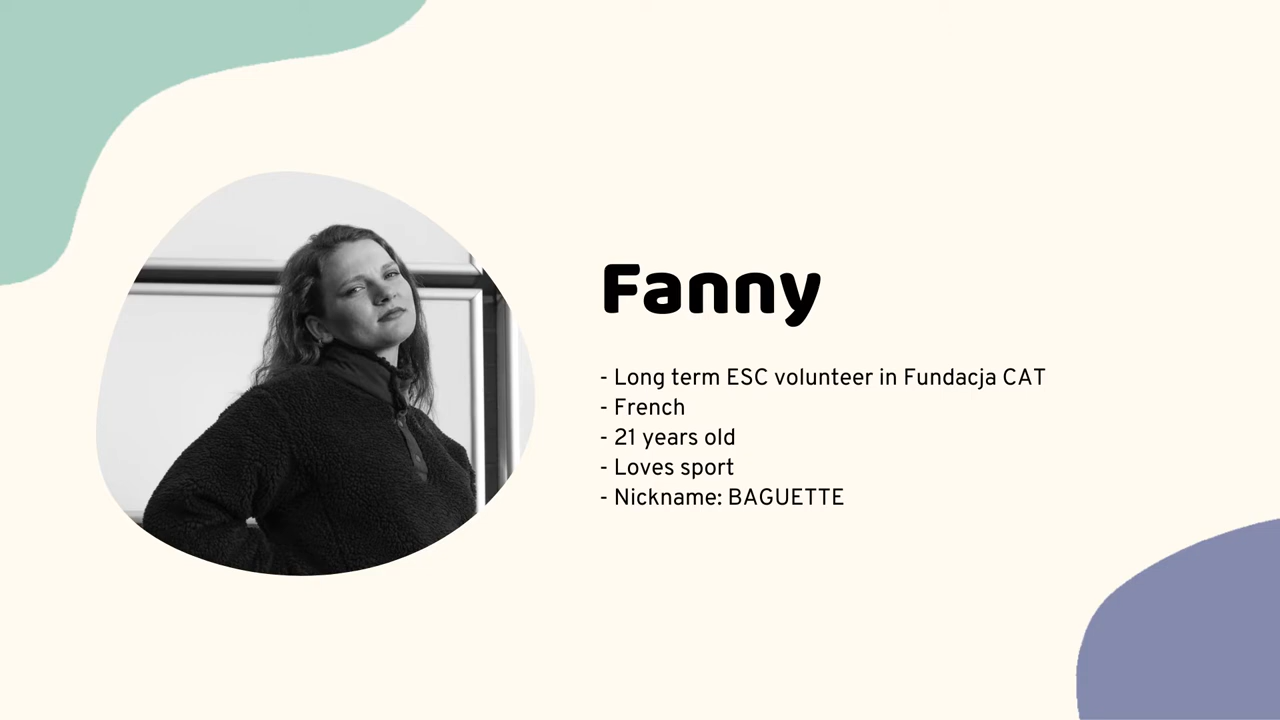 Fanny
- Long term ESC volunteer in Fundacja CAT
- French
- 21 years old
- Loves sport
- Nickname: BAGUETTE